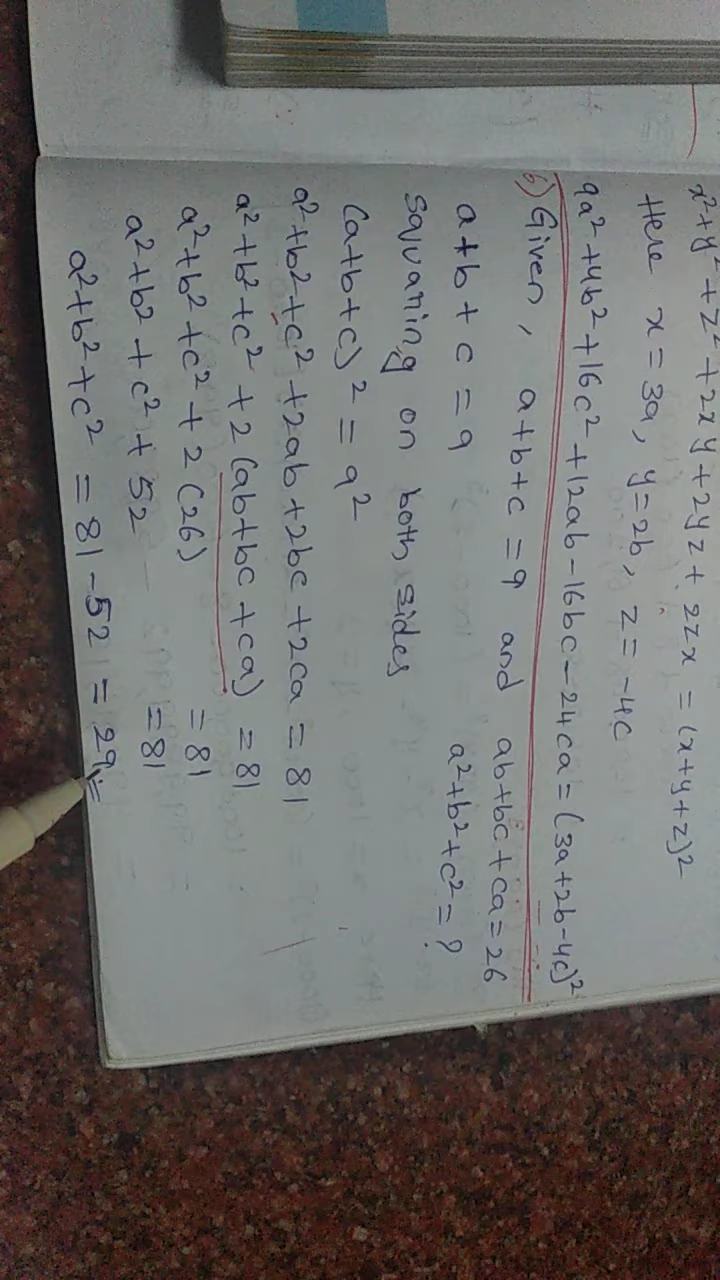 x²+y²+z²+2xy+2yz+2zx = (x+y+z)²
Here x=3a, y=2b, z=-4c
9a²+4b²+16c²+12ab-16bc-24ca=(3a+2b-4c)²
6) Given, a+b+c=9 and ab+bc+ca=26
a²+b²+c²=?
a+b+c=9
Squaring on both sides
(a+b+c)²=9²
a²+b²+c²+2ab+2bc+2ca=81
a²+b²+c²+2(ab+bc+ca)=81
a²+b²+c²+2(26) =81
a²+b²+c²+52 =81
a²+b²+c² = 81-52 = 29